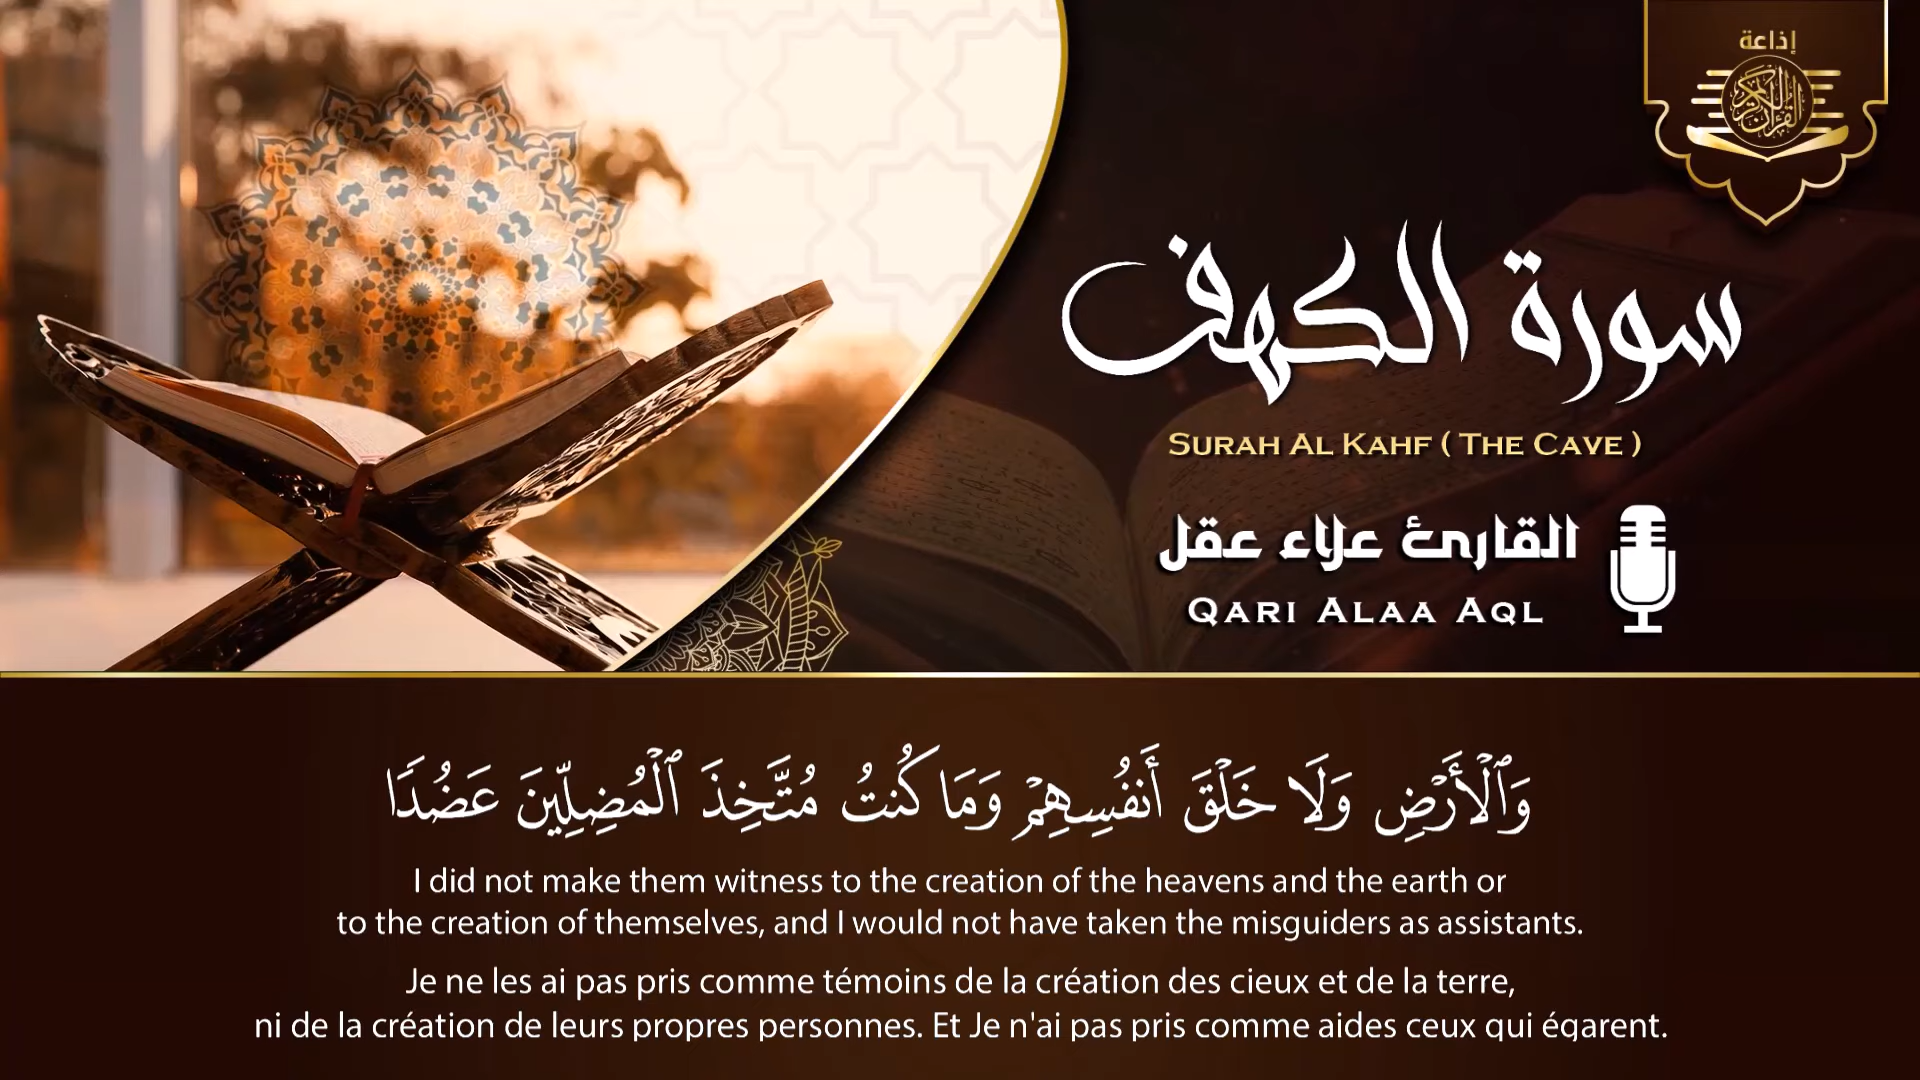 إذاعة
القرآن الكريم
سورة الكهف
SURAH AL KAHF ( THE CAVE )
القارئ علاء عقل
QARI ALAA AQL
وَٱلْأَرْضِ وَلَا خَلْقَ أَنفُسِهِمْ وَمَا كُنتُ مُتَّخِذَ ٱلْمُضِلِّينَ عَضُدًا
I did not make them witness to the creation of the heavens and the earth or
to the creation of themselves, and I would not have taken the misguiders as assistants.
Je ne les ai pas pris comme témoins de la création des cieux et de la terre,
ni de la création de leurs propres personnes. Et Je n'ai pas pris comme aides ceux qui égarent.